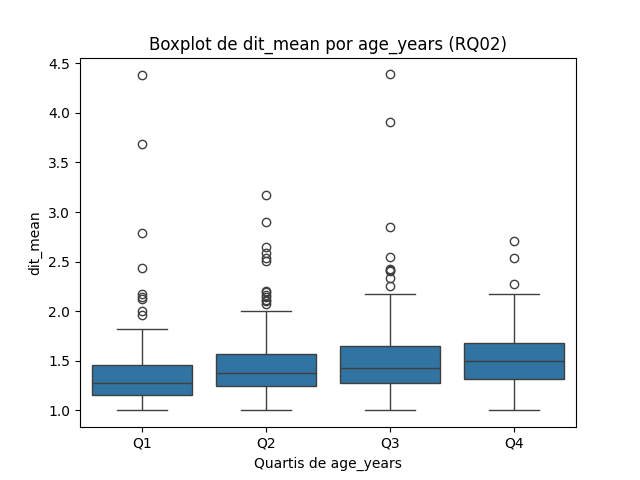 Boxplot de dit_mean por age_years (RQ02)
4.5
4.0
3.5
3.0
2.5
2.0
1.5
1.0
dit_mean
Q1 Q2 Q3 Q4
Quartis de age_years